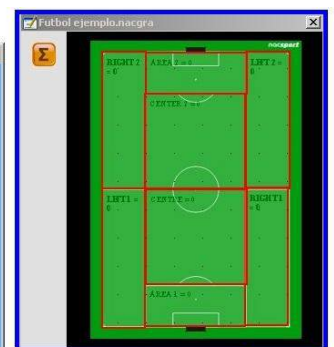 Futbol ejemplo.nacgra
nacsport
Σ
RIGHT 2 = 0
AREA 2 = 0
LEFT 2 = 0
CENTER 2 = 0
LEFT 1 = 0
CENTER = 0
RIGHT 1 = 0
AREA 1 = 0